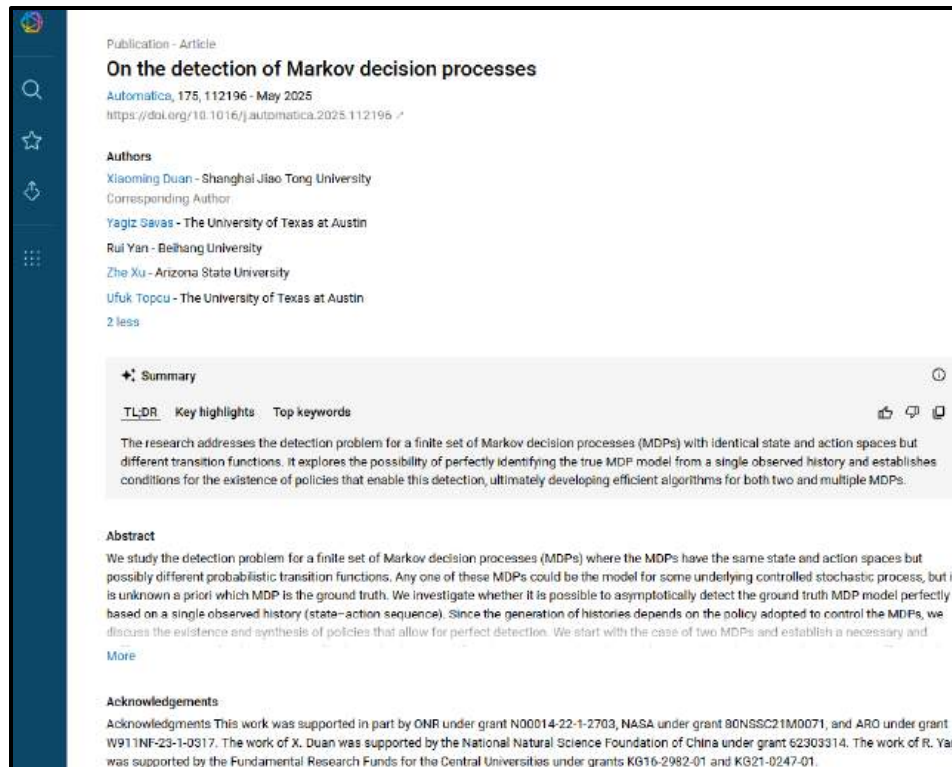 Publication - Article
On the detection of Markov decision processes
Automatica, 175, 112196 - May 2025
https://doi.org/10.1016/j.automatica.2025.112196 ↗
Authors
Xiaoming Duan - Shanghai Jiao Tong University
Corresponding Author
Yagiz Savas - The University of Texas at Austin
Rui Yan - Beihang University
Zhe Xu - Arizona State University
Ufuk Topcu - The University of Texas at Austin
2 less
Summary
TL;DR Key highlights Top keywords
The research addresses the detection problem for a finite set of Markov decision processes (MDPs) with identical state and action spaces but
different transition functions. It explores the possibility of perfectly identifying the true MDP model from a single observed history and establishes
conditions for the existence of policies that enable this detection, ultimately developing efficient algorithms for both two and multiple MDPs.
Abstract
We study the detection problem for a finite set of Markov decision processes (MDPs) where the MDPs have the same state and action spaces but
possibly different probabilistic transition functions. Any one of these MDPs could be the model for some underlying controlled stochastic process, but i
is unknown a priori which MDP is the ground truth. We investigate whether it is possible to asymptotically detect the ground truth MDP model perfectly
based on a single observed history (state–action sequence). Since the generation of histories depends on the policy adopted to control the MDPs, we
discuss the existence and synthesis of policies that allow for perfect detection. We start with the case of two MDPs and establish a necessary and
More
Acknowledgements
Acknowledgments This work was supported in part by ONR under grant N00014-22-1-2703, NASA under grant 80NSSC21M0071, and ARO under grant
W911NF-23-1-0317. The work of X. Duan was supported by the National Natural Science Foundation of China under grant 62303314. The work of R. Ya
was supported by the Fundamental Research Funds for the Central Universities under grants KG16-2982-01 and KG21-0247-01.